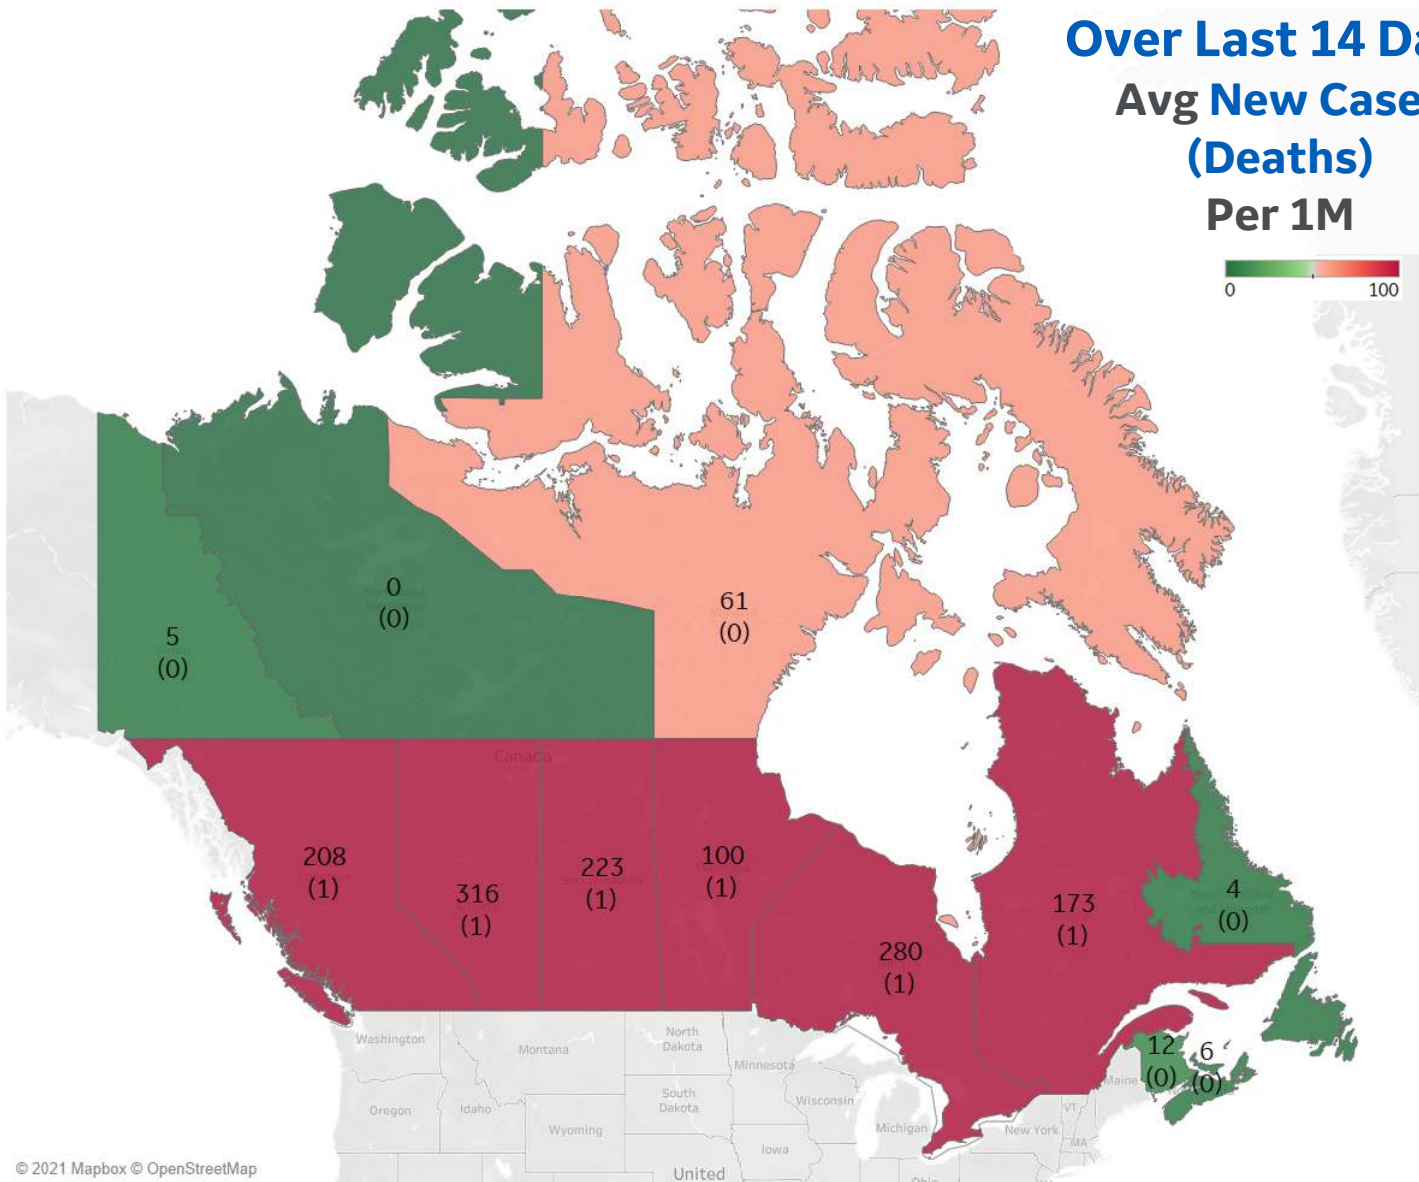 Over Last 14 Da
Avg New Case
(Deaths)
Per 1M
0
100
0
(0)
61
(0)
5
(0)
Canada
208
(1)
316
(1)
223
(1)
100
(1)
280
(1)
173
(1)
4
(0)
12
(0)
6
(0)
Washington
Montana
North
Dakota
Minnesota
Maine
Oregon
Idaho
South
Dakota
Wisconsin
Wyoming
Michigan
New York
VT
MA
Iowa
United
Ohio
© 2021 Mapbox © OpenStreetMap